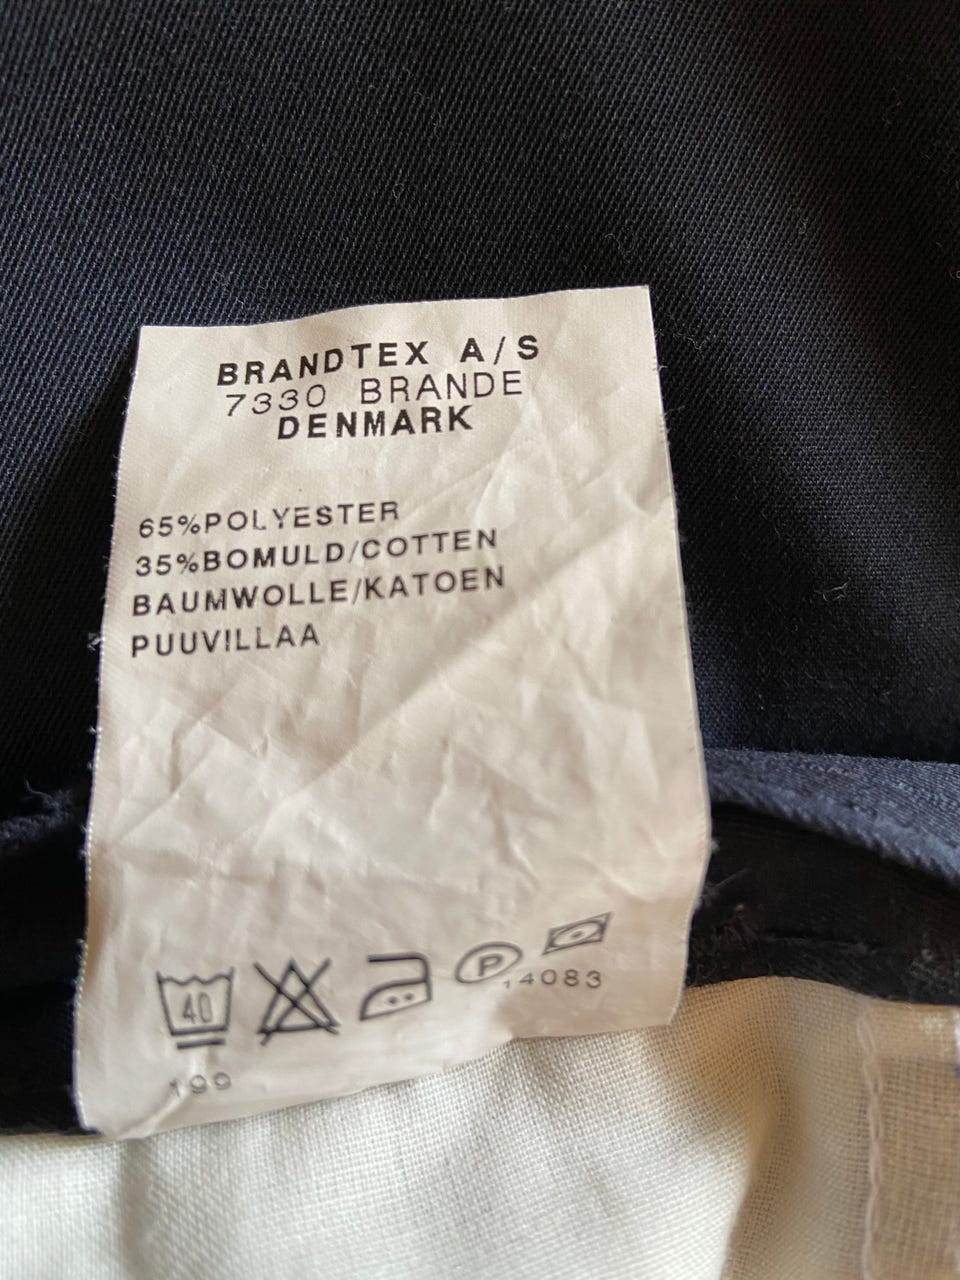 BRANDTEX A/S
7330 BRANDE
DENMARK
65%POLYESTER
35%BOMULD/COTTEN
BAUMWOLLE/KATOEN
PUUVILLAA
40
P
14083
199